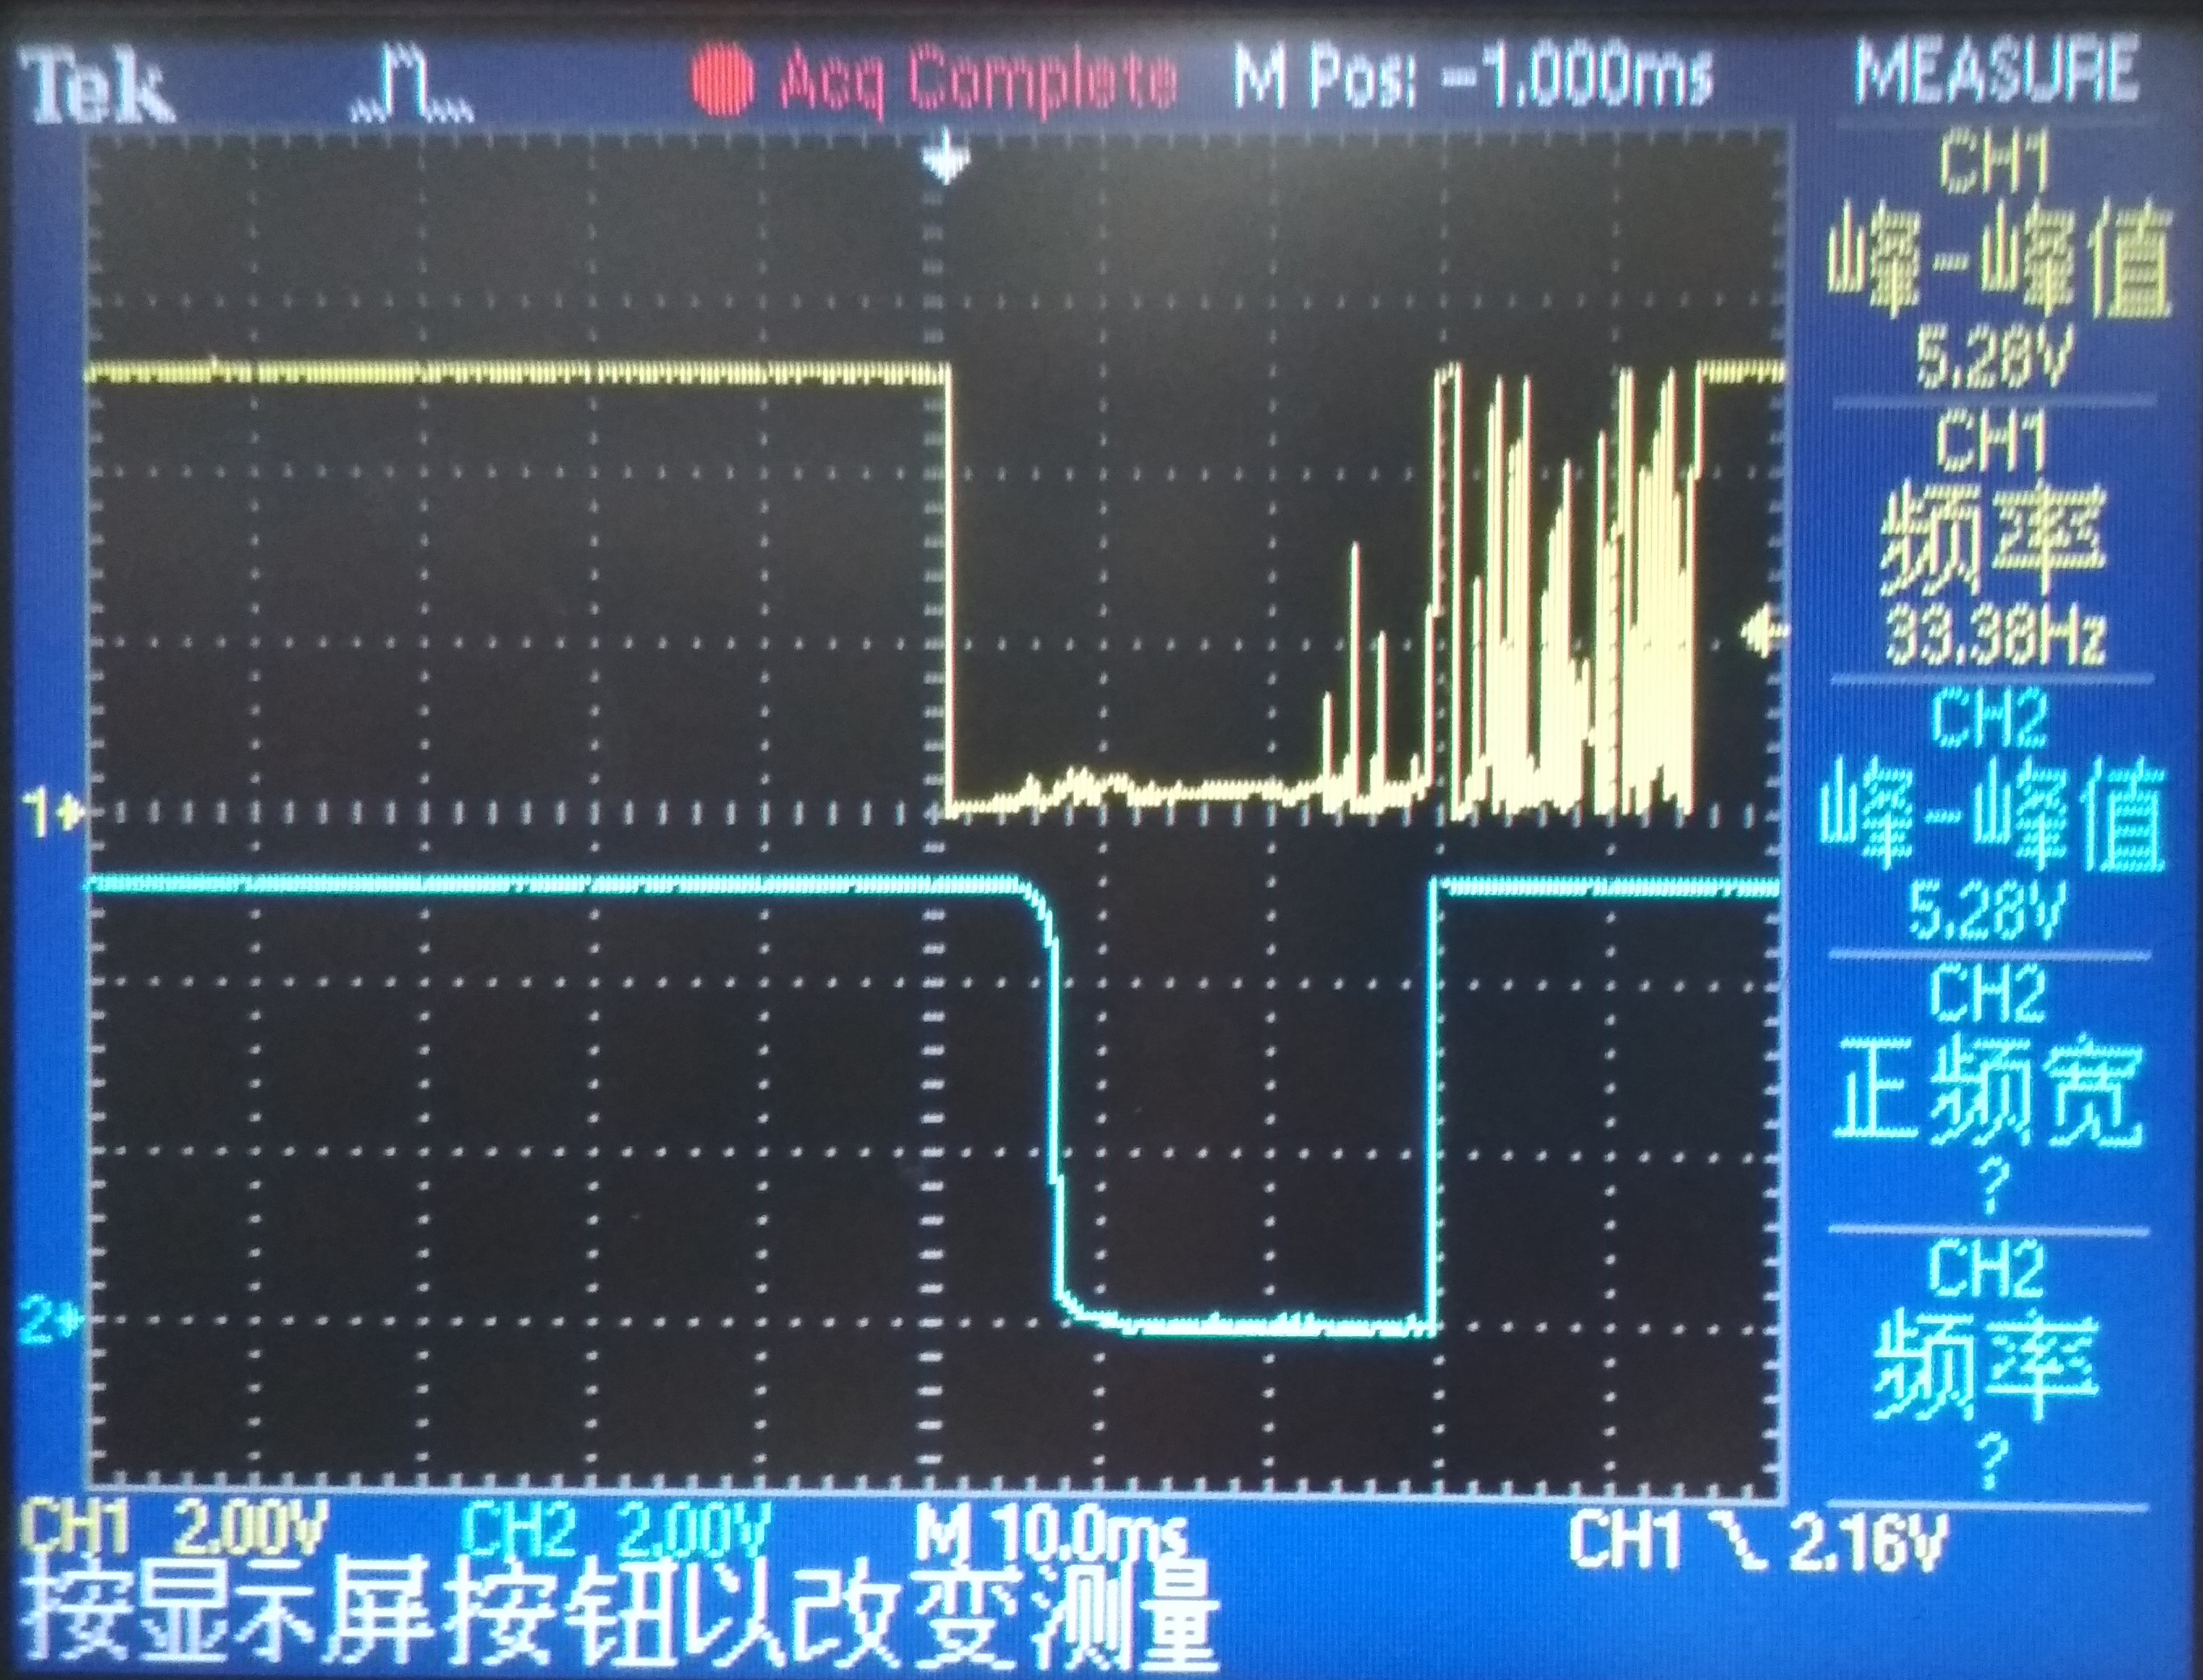 Tek
Acq Complete
M Pos: -1.000ms
MEASURE
CH1
峰-峰值
5.28V
CH1
频率
33.38Hz
CH2
峰-峰值
5.28V
CH2
正频宽
?
CH2
频率
?
1
2
CH1 2.00V
CH2 2.00V
M 10.0ms
CH1 2.16V
按显示屏按钮以改变测量